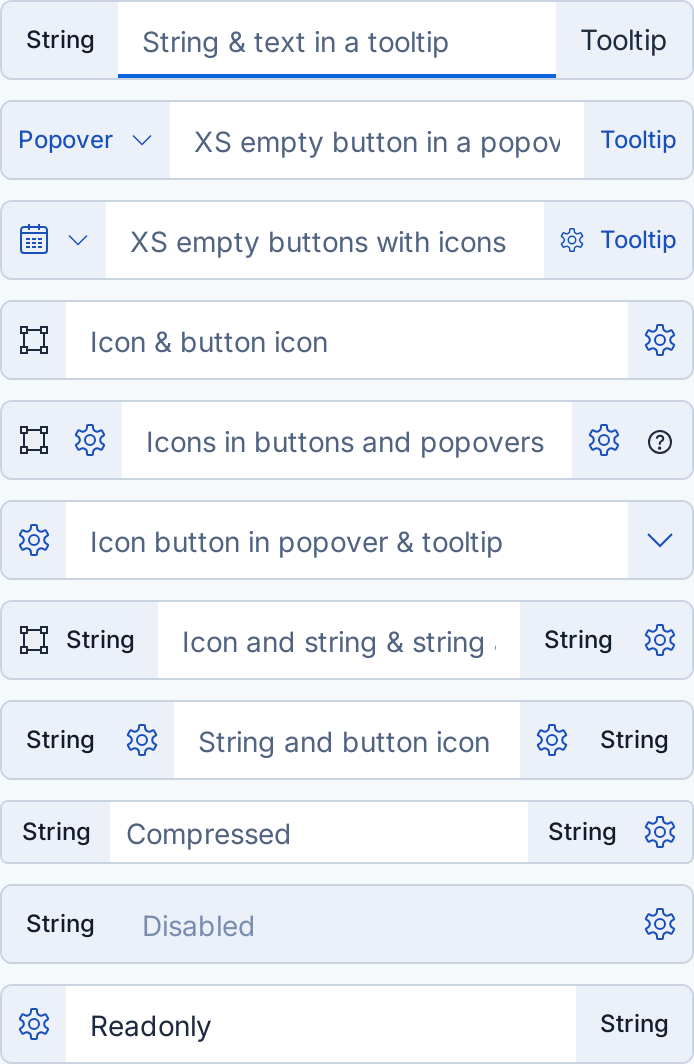 String String & text in a tooltip Tooltip
Popover XS empty button in a popov Tooltip
XS empty buttons with icons Tooltip
Icon & button icon
Icons in buttons and popovers
Icon button in popover & tooltip
String Icon and string & string String
String String and button icon String
String Compressed String
String Disabled
Readonly String